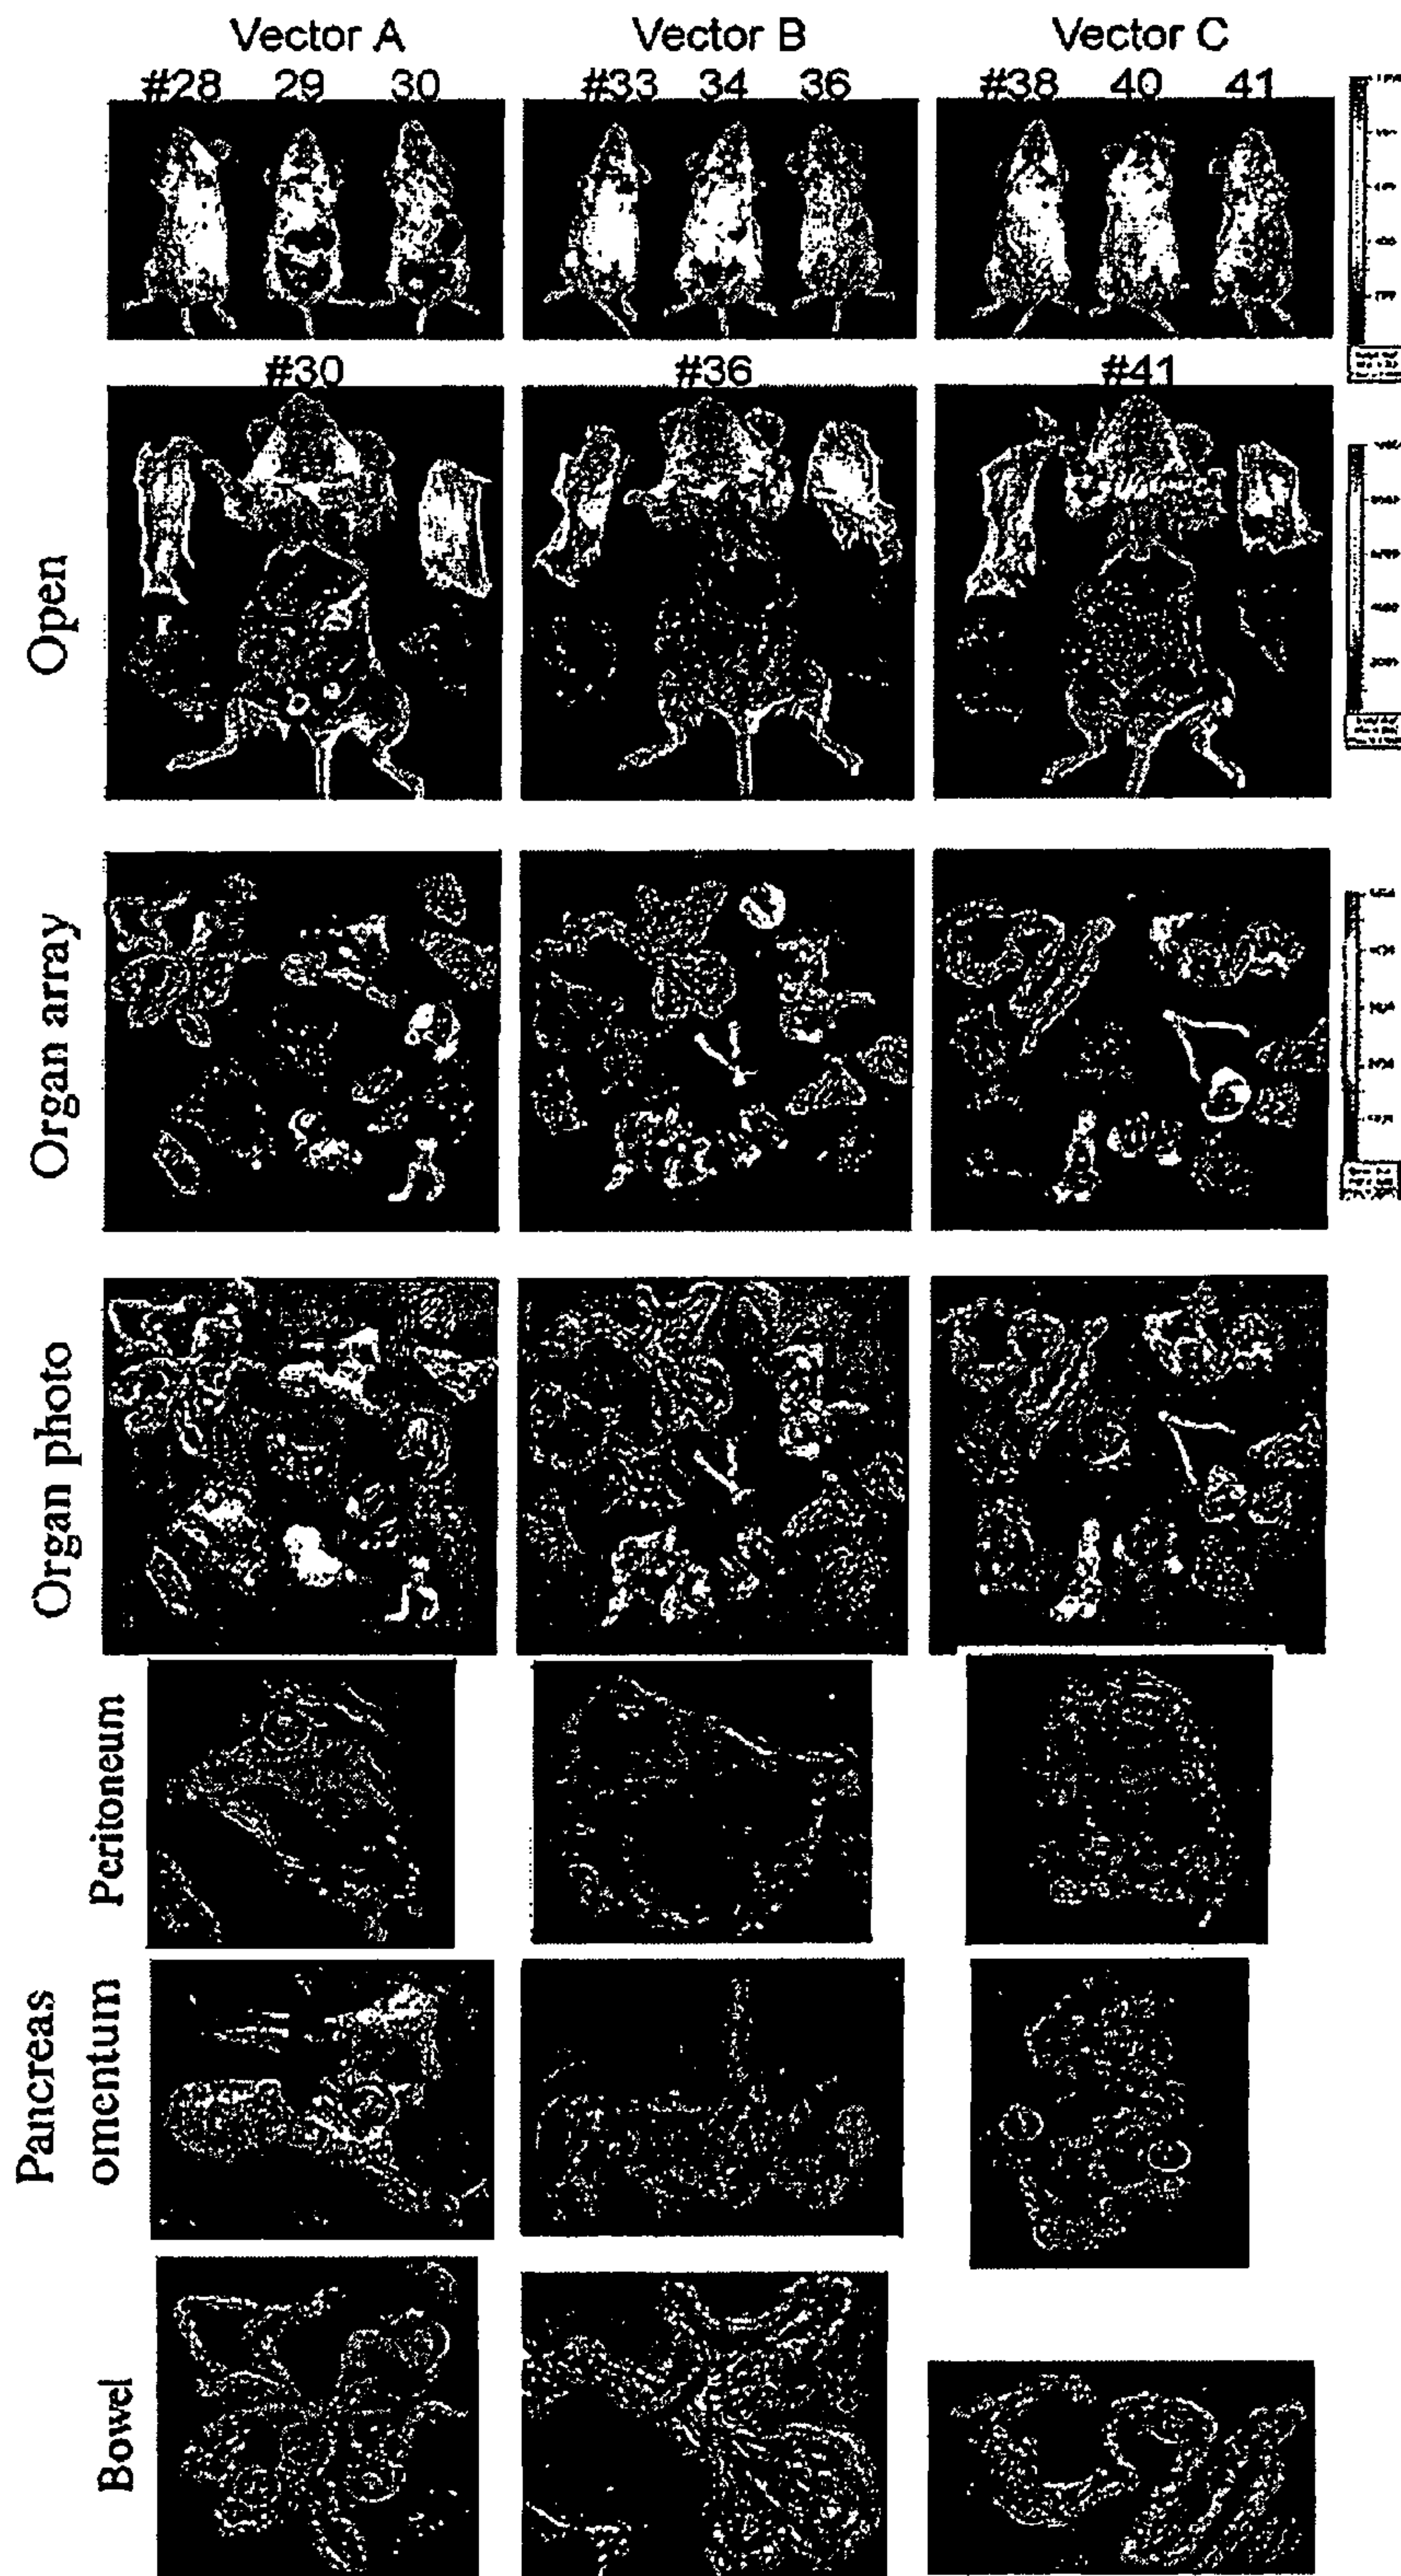 Vector A Vector B Vector C
#28 29 30 #33 34 36 #38 40 41
#30 #36 #41
Open
Organ array
Organ photo
Peritoneum
Pancreas
omentum
Bowel